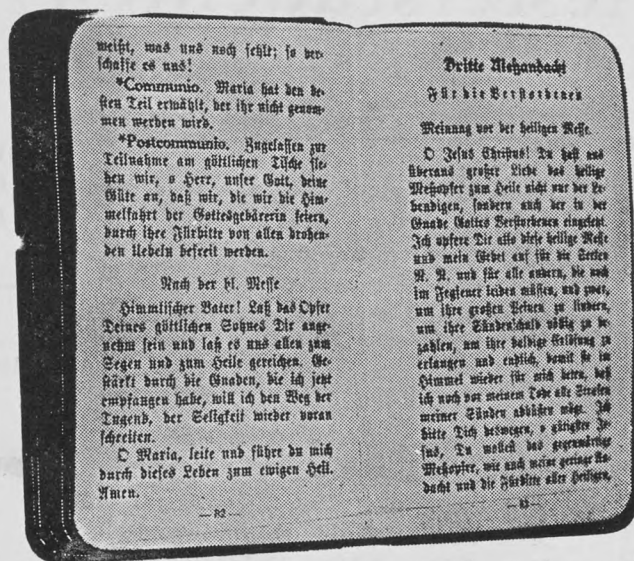 weißt, was uns noch fehlt; so ver-
schaffe es uns!
*Communio. Maria hat den be-
sten Teil erwählt, der ihr nicht genom-
men werden wird.
*Postcommunio. Zugelassen zur
Teilnahme am göttlichen Tische fle-
hen wir, o Herr, unser Gott, deine
Güte an, daß wir, die wir die Him-
melfahrt der Gottesgebärerin feiern,
durch ihre Fürbitte von allen drohen-
den Uebeln befreit werden.
Nach der hl. Messe
Himmlischer Vater! Laß das Opfer
Deines göttlichen Sohnes Dir ange-
nehm sein und laß es uns allen zum
Segen und zum Heile gereichen. Ge-
stärkt durch die Gnaden, die ich jetzt
empfangen habe, will ich den Weg der
Tugend, der Seligkeit wieder voran
schreiten.
O Maria, leite und führe du mich
durch dieses Leben zum ewigen Heil.
Amen.
— 82 —
Dritte Meßandacht
Für die Verstorbenen
Meinung vor der heiligen Messe.
O Jesus Christus! Du hast aus
überaus großer Liebe das heilige
Meßopfer zum Heile nicht nur der Le-
bendigen, sondern auch der in der
Gnade Gottes Verstorbenen eingesetzt.
Ich opfere Dir also diese heilige Messe
und mein Gebet auf für die Seelen
N. N. und für alle andern, die noch
im Fegfeuer leiden müssen, und zwar,
um ihre großen Peinen zu lindern,
um ihre Sündenschuld völlig zu be-
zahlen, um ihre baldige Erlösung zu
erlangen und endlich, damit sie im
Himmel wieder für mich beten, daß
ich noch vor meinem Tode alle Strafen
meiner Sünden abbüßen möge. Ich
bitte Dich deswegen, o gütigster Je-
sus, Du wollest das gegenwärtige
Meßopfer, wie auch meine geringe An-
dacht und die Fürbitte aller Heiligen,
— 83 —